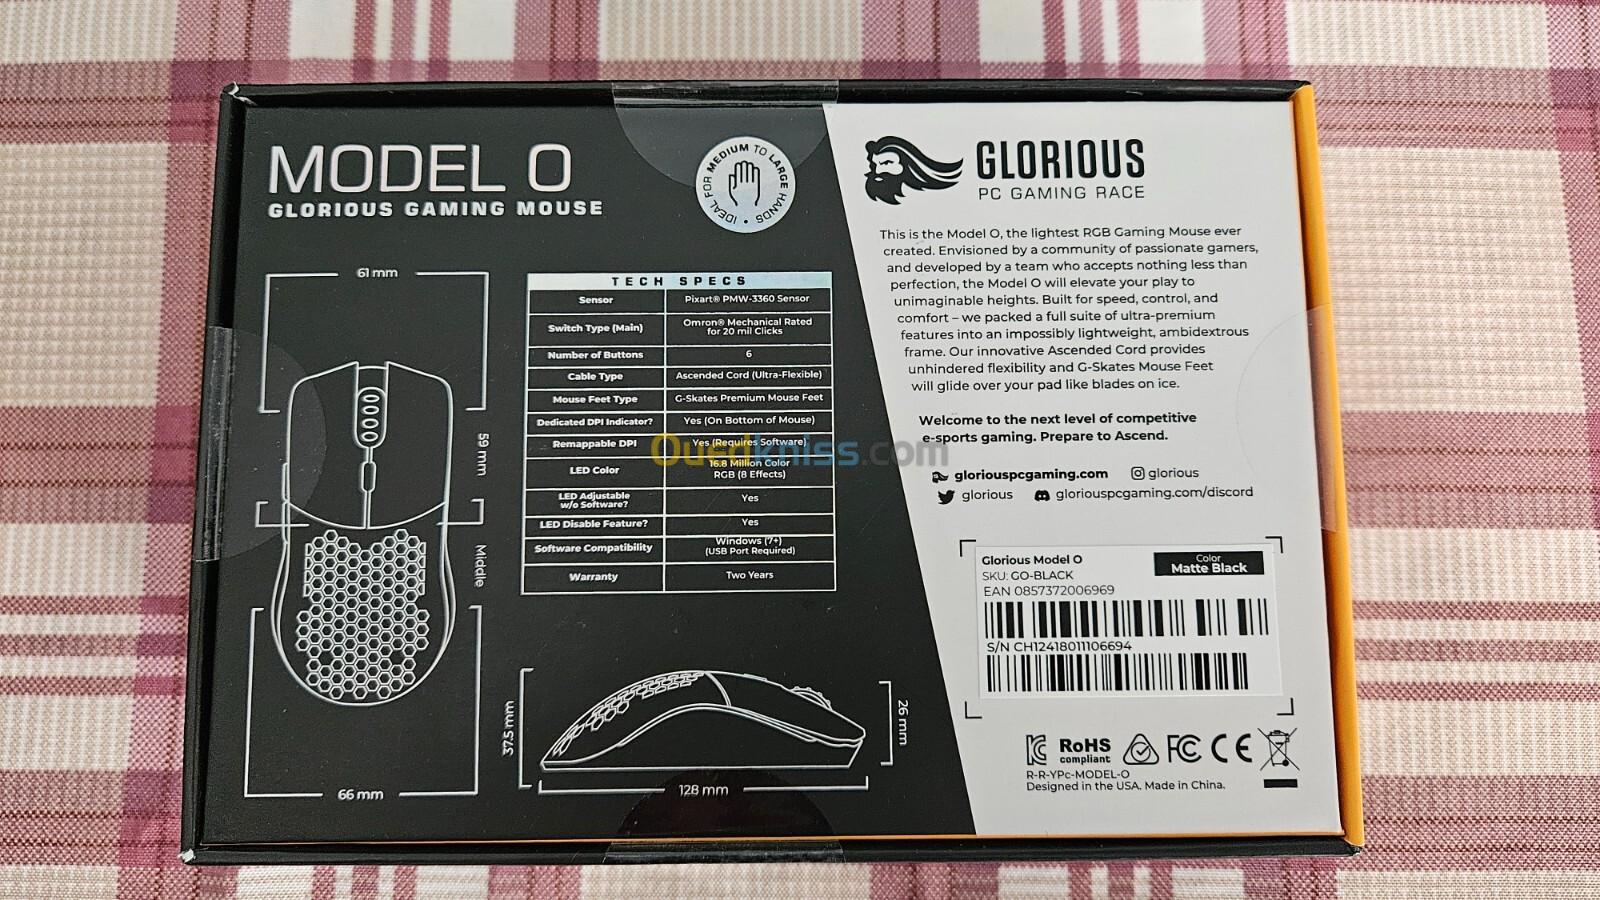 MODEL O
GLORIOUS GAMING MOUSE
IDEAL FOR MEDIUM TO LARGE HANDS •
61 mm
59 mm
Middle
66 mm
TECH SPECS
Sensor Pixart® PMW-3360 Sensor
Switch Type (Main) Omron® Mechanical Rated
for 20 mil Clicks
Number of Buttons 6
Cable Type Ascended Cord (Ultra-Flexible)
Mouse Feet Type G-Skates Premium Mouse Feet
Dedicated DPI Indicator? Yes (On Bottom of Mouse)
Remappable DPI Yes (Requires Software)
LED Color 16.8 Million Color
RGB (8 Effects)
LED Adjustable
w/o Software? Yes
LED Disable Feature? Yes
Software Compatibility Windows (7+)
(USB Port Required)
Warranty Two Years
37.5 mm
26 mm
128 mm
GLORIOUS
PC GAMING RACE
This is the Model O, the lightest RGB Gaming Mouse ever
created. Envisioned by a community of passionate gamers,
and developed by a team who accepts nothing less than
perfection, the Model O will elevate your play to
unimaginable heights. Built for speed, control, and
comfort – we packed a full suite of ultra-premium
features into an impossibly lightweight, ambidextrous
frame. Our innovative Ascended Cord provides
unhindered flexibility and G-Skates Mouse Feet
will glide over your pad like blades on ice.
Welcome to the next level of competitive
e-sports gaming. Prepare to Ascend.
gloriouspcgaming.com glorious
glorious gloriouspcgaming.com/discord
Glorious Model O
SKU: GO-BLACK
Color
Matte Black
EAN 0857372006969
S/N CH12418011106694
RoHS
compliant
FC CE
R-R-YPc-MODEL-O
Designed in the USA. Made in China.
Ouedkniss.com